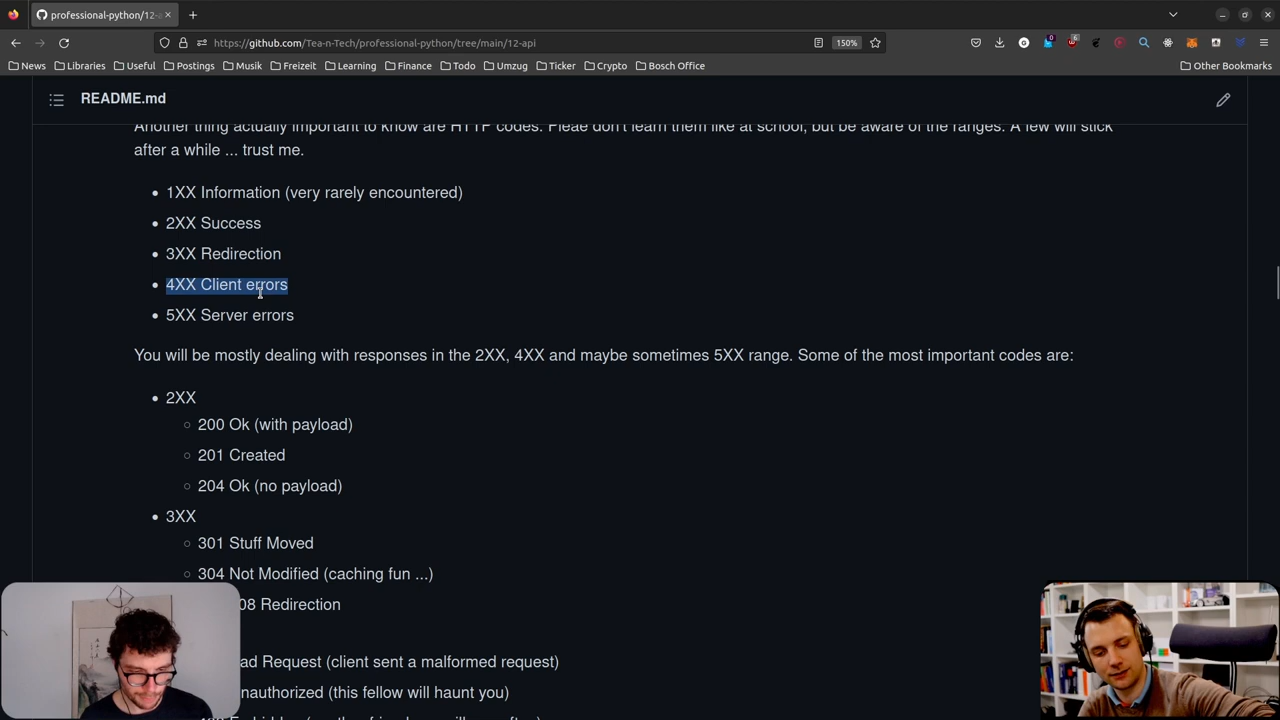 professional-python/12-a
https://github.com/Tea-n-Tech/professional-python/tree/main/12-api
150%
News Libraries Useful Postings Musik Freizeit Learning Finance Todo Umzug Ticker Crypto Bosch Office Other Bookmarks
README.md
Another thing actually important to know are HTTP codes. Pleae don't learn them like at school, but be aware of the ranges. A few will stick
after a while ... trust me.
1XX Information (very rarely encountered)
2XX Success
3XX Redirection
4XX Client errors
5XX Server errors
You will be mostly dealing with responses in the 2XX, 4XX and maybe sometimes 5XX range. Some of the most important codes are:
2XX
200 Ok (with payload)
201 Created
204 Ok (no payload)
3XX
301 Stuff Moved
304 Not Modified (caching fun ...)
08 Redirection
ad Request (client sent a malformed request)
nauthorized (this fellow will haunt you)